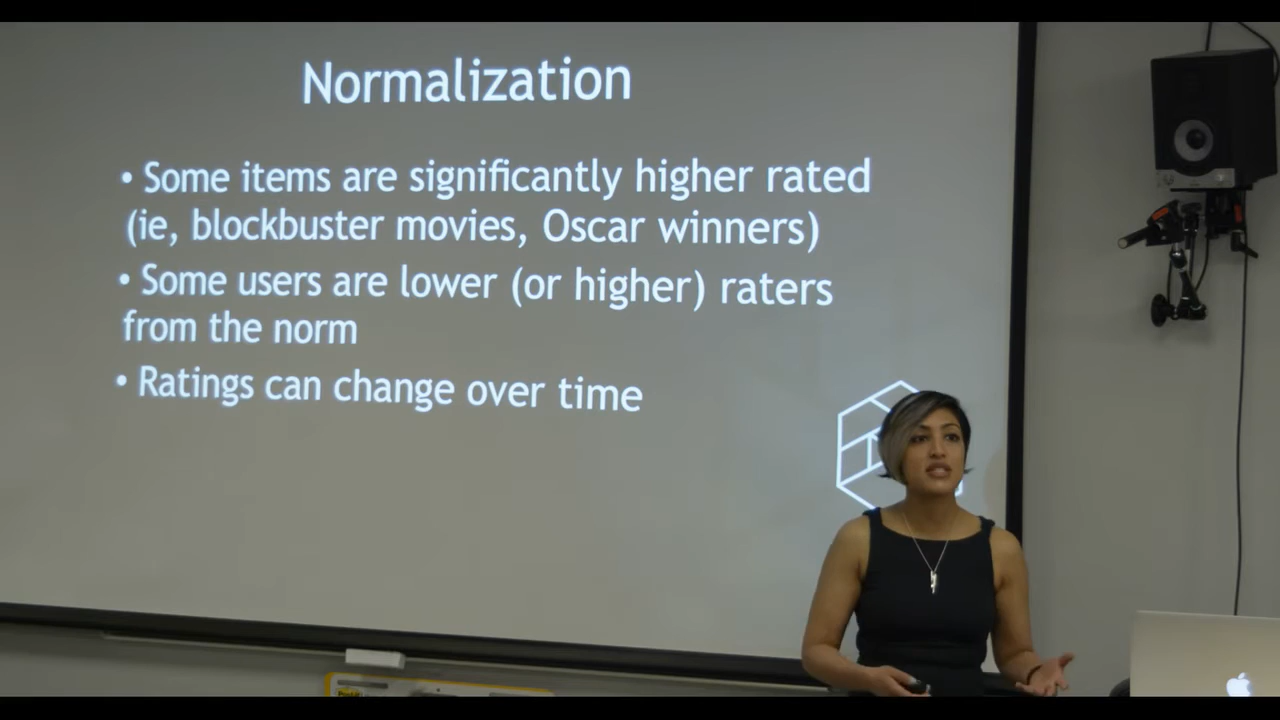 Normalization
• Some items are significantly higher rated
(ie, blockbuster movies, Oscar winners)
• Some users are lower (or higher) raters
from the norm
• Ratings can change over time